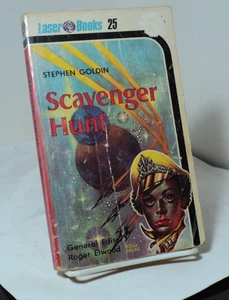 Laser Books 25
STEPHEN GOLDIN
Scavenger
Hunt
General Editor
Roger Elwood